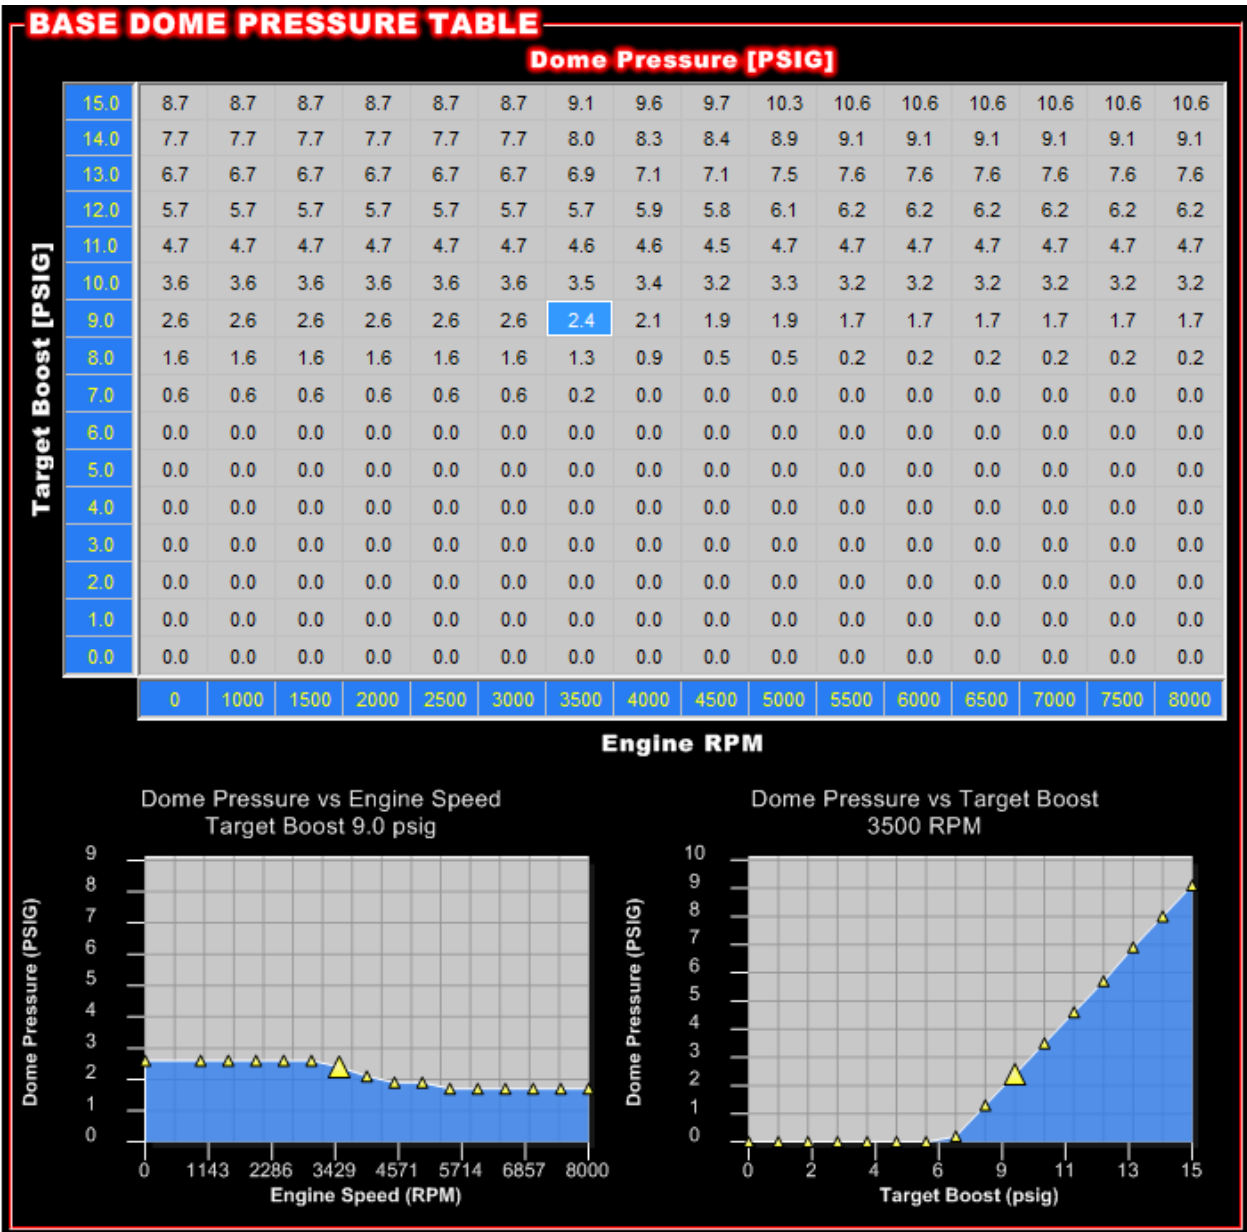 BASE DOME PRESSURE TABLE
Dome Pressure [PSIG]
15.0 8.7 8.7 8.7 8.7 8.7 8.7 9.1 9.6 9.7 10.3 10.6 10.6 10.6 10.6 10.6 10.6
14.0 7.7 7.7 7.7 7.7 7.7 7.7 8.0 8.3 8.4 8.9 9.1 9.1 9.1 9.1 9.1 9.1
13.0 6.7 6.7 6.7 6.7 6.7 6.7 6.9 7.1 7.1 7.5 7.6 7.6 7.6 7.6 7.6 7.6
12.0 5.7 5.7 5.7 5.7 5.7 5.7 5.7 5.9 5.8 6.1 6.2 6.2 6.2 6.2 6.2 6.2
11.0 4.7 4.7 4.7 4.7 4.7 4.7 4.6 4.6 4.5 4.7 4.7 4.7 4.7 4.7 4.7 4.7
10.0 3.6 3.6 3.6 3.6 3.6 3.6 3.5 3.4 3.2 3.3 3.2 3.2 3.2 3.2 3.2 3.2
9.0 2.6 2.6 2.6 2.6 2.6 2.6 2.4 2.1 1.9 1.9 1.7 1.7 1.7 1.7 1.7 1.7
8.0 1.6 1.6 1.6 1.6 1.6 1.6 1.3 0.9 0.5 0.5 0.2 0.2 0.2 0.2 0.2 0.2
7.0 0.6 0.6 0.6 0.6 0.6 0.6 0.2 0.0 0.0 0.0 0.0 0.0 0.0 0.0 0.0 0.0
6.0 0.0 0.0 0.0 0.0 0.0 0.0 0.0 0.0 0.0 0.0 0.0 0.0 0.0 0.0 0.0 0.0
5.0 0.0 0.0 0.0 0.0 0.0 0.0 0.0 0.0 0.0 0.0 0.0 0.0 0.0 0.0 0.0 0.0
4.0 0.0 0.0 0.0 0.0 0.0 0.0 0.0 0.0 0.0 0.0 0.0 0.0 0.0 0.0 0.0 0.0
3.0 0.0 0.0 0.0 0.0 0.0 0.0 0.0 0.0 0.0 0.0 0.0 0.0 0.0 0.0 0.0 0.0
2.0 0.0 0.0 0.0 0.0 0.0 0.0 0.0 0.0 0.0 0.0 0.0 0.0 0.0 0.0 0.0 0.0
1.0 0.0 0.0 0.0 0.0 0.0 0.0 0.0 0.0 0.0 0.0 0.0 0.0 0.0 0.0 0.0 0.0
0.0 0.0 0.0 0.0 0.0 0.0 0.0 0.0 0.0 0.0 0.0 0.0 0.0 0.0 0.0 0.0 0.0
0 1000 1500 2000 2500 3000 3500 4000 4500 5000 5500 6000 6500 7000 7500 8000
Target Boost [PSIG]
Engine RPM
Dome Pressure vs Engine Speed
Target Boost 9.0 psig
9
8
7
6
5
4
3
2
1
0
Dome Pressure (PSIG)
0 1143 2286 3429 4571 5714 6857 8000
Engine Speed (RPM)
Dome Pressure vs Target Boost
3500 RPM
10
9
8
7
6
5
4
3
2
1
0
Dome Pressure (PSIG)
0 2 4 6 9 11 13 15
Target Boost (psig)